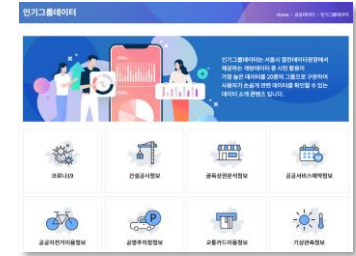 인기그룹데이터
Home > 공공데이터 > 인기그룹데이터
인기그룹데이터는 서울시 열린데이터광장에서
제공하는 개방데이터 중 시민 활용이
가장 높은 데이터를 20종의 그룹으로 구분하여
사용자가 손쉽게 관련 데이터를 확인할 수 있는
데이터 소개 콘텐츠 입니다.
코로나19
건설공사정보
골목상권분석정보
공공서비스예약정보
공공자전거이용정보
공영주차장정보
교통카드이용정보
기상관측정보